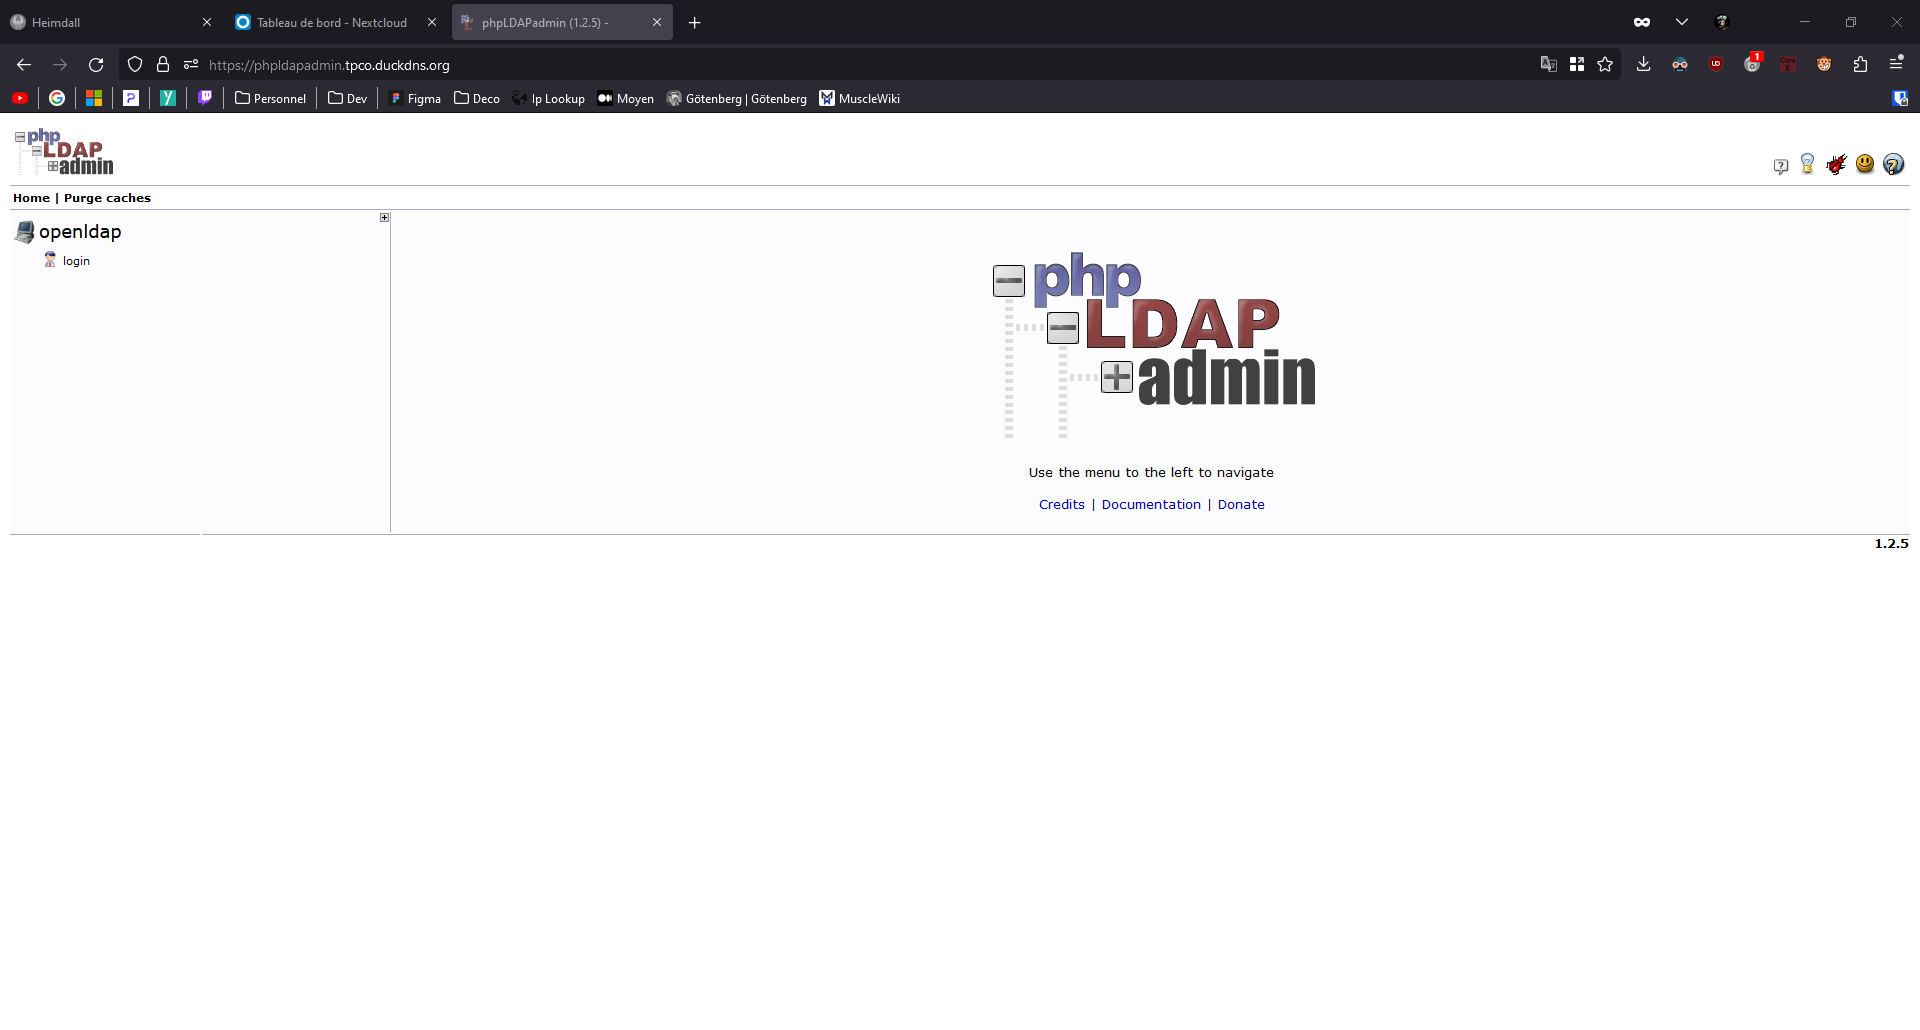 Heimdall
Tableau de bord - Nextcloud
phpLDAPadmin (1.2.5) -
https://phpldapadmin.tpco.duckdns.org
1
Personnel
Dev
Figma
Deco
Ip Lookup
Moyen
Götenberg | Götenberg
MuscleWiki
php
LDAP
admin
Home | Purge caches
openldap
login
php
LDAP
admin
Use the menu to the left to navigate
Credits | Documentation | Donate
1.2.5